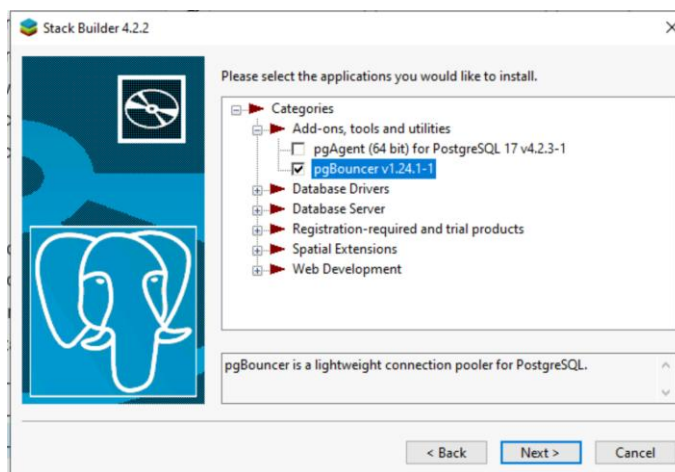 Stack Builder 4.2.2
Please select the applications you would like to install.
Categories
Add-ons, tools and utilities
pgAgent (64 bit) for PostgreSQL 17 v4.2.3-1
pgBouncer v1.24.1-1
Database Drivers
Database Server
Registration-required and trial products
Spatial Extensions
Web Development
pgBouncer is a lightweight connection pooler for PostgreSQL.
< Back
Next >
Cancel